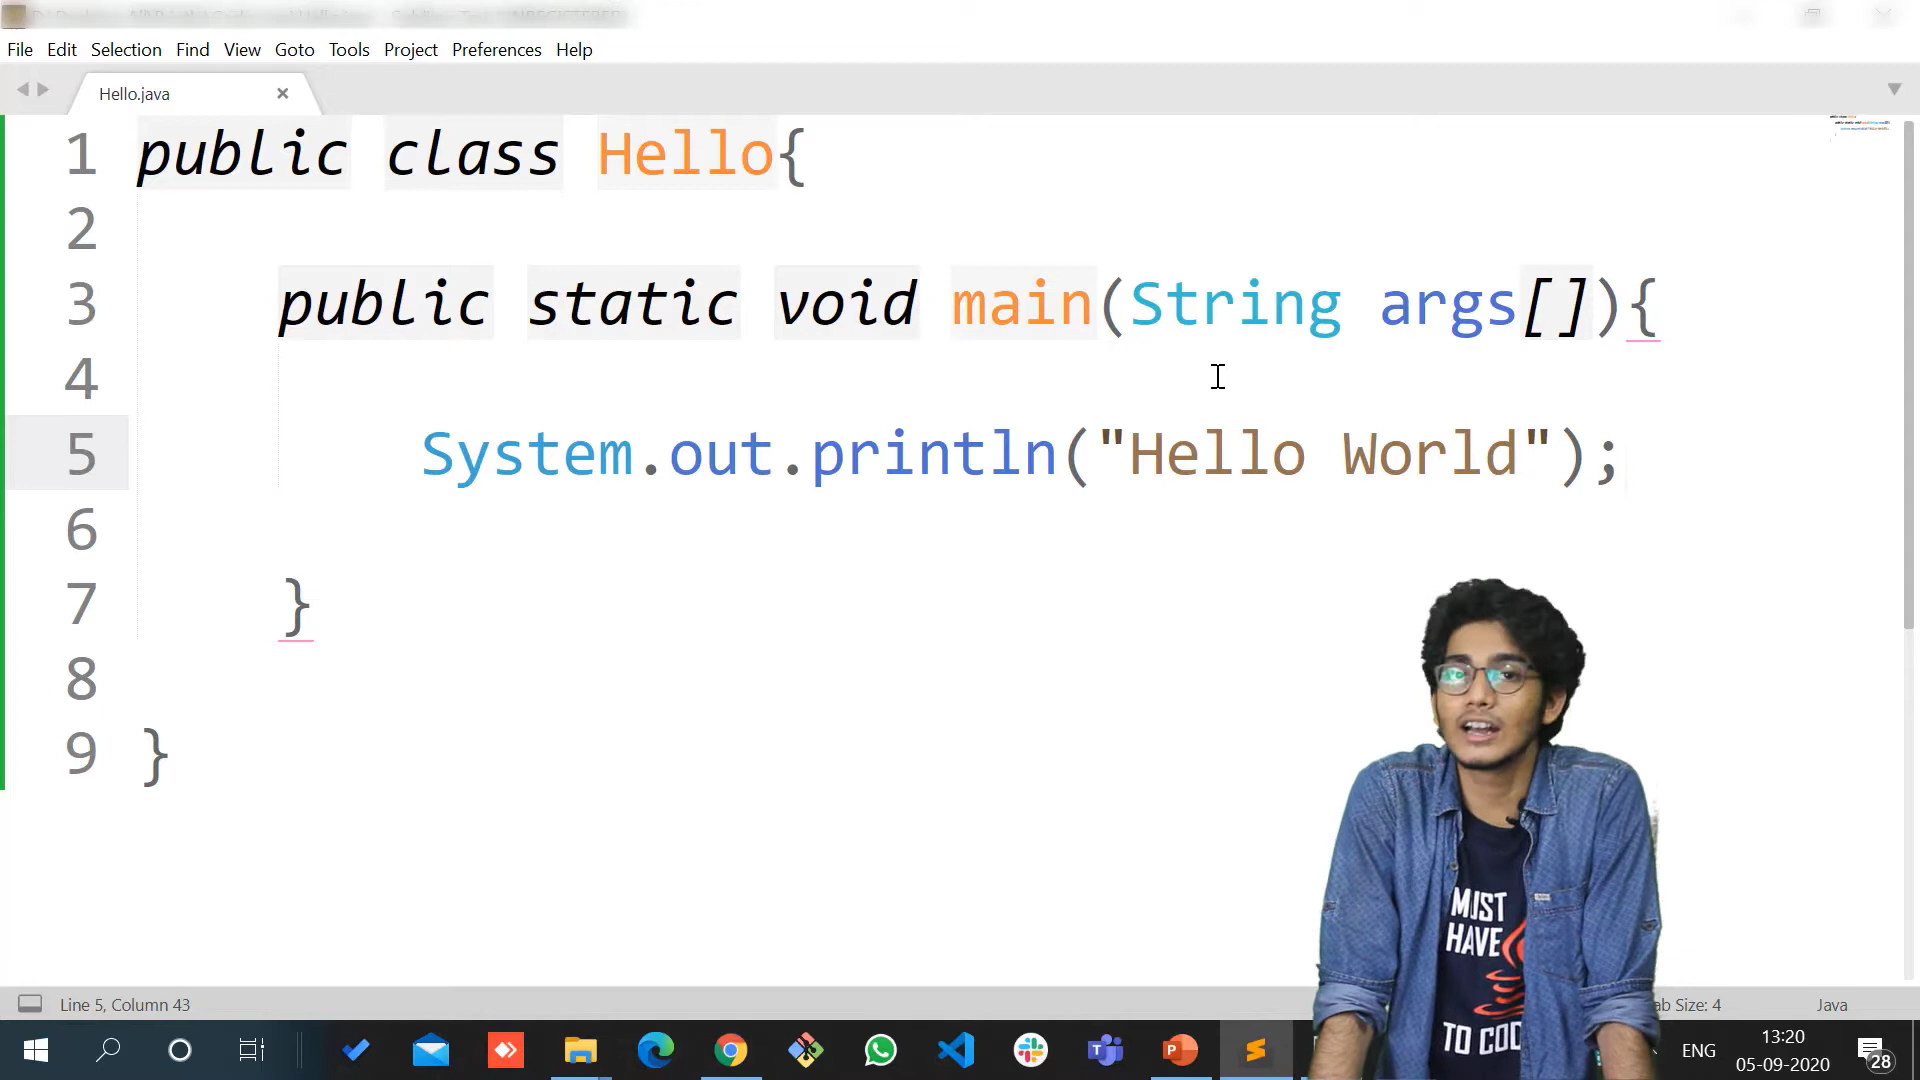 File Edit Selection Find View Goto Tools Project Preferences Help
Hello.java
1 public class Hello{
2
3 public static void main(String args[]){
4
5 System.out.println("Hello World");
6
7 }
8
9 }
MUST
HAVE
TO COD
Line 5, Column 43
ab Size: 4
Java
ENG
13:20
05-09-2020
28